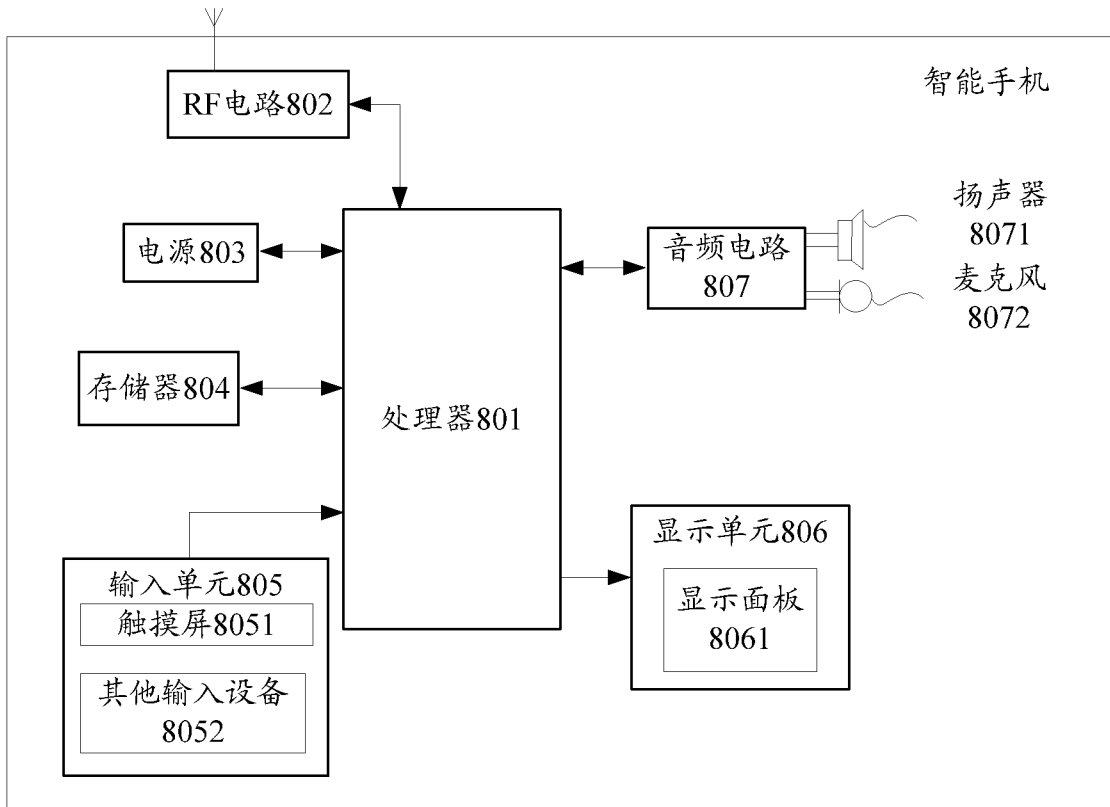 智能手机
RF电路802
扬声器
8071
电源803
音频电路
807
麦克风
8072
存储器804
处理器801
显示单元806
显示面板
8061
输入单元805
触摸屏8051
其他输入设备
8052